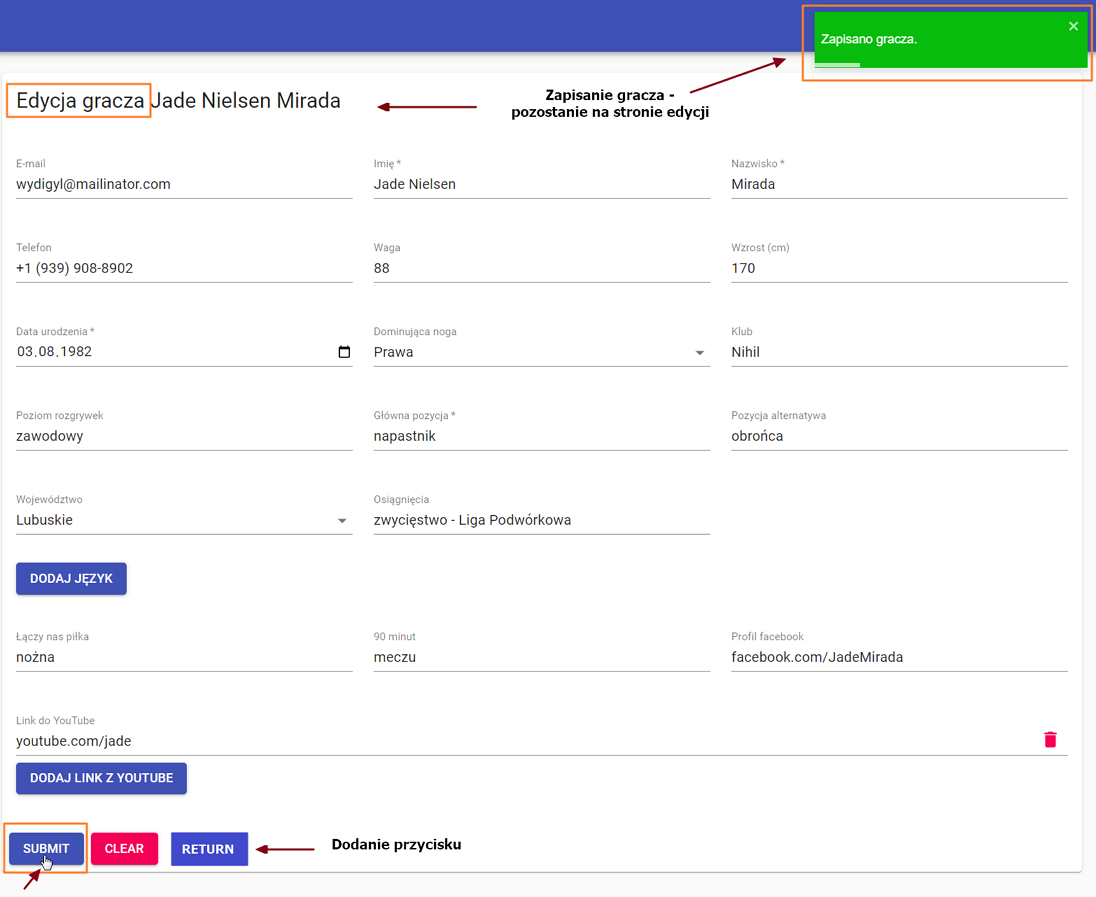 Zapisano gracza.
Edycja gracza Jade Nielsen Mirada
Zapisanie gracza -
pozostanie na stronie edycji
E-mail
wydigyl@mailinator.com
Imię *
Jade Nielsen
Nazwisko *
Mirada
Telefon
+1 (939) 908-8902
Waga
88
Wzrost (cm)
170
Data urodzenia *
03.08.1982
Dominująca noga
Prawa
Klub
Nihil
Poziom rozgrywek
zawodowy
Główna pozycja *
napastnik
Pozycja alternatywa
obrońca
Województwo
Lubuskie
Osiągnięcia
zwycięstwo - Liga Podwórkowa
DODAJ JĘZYK
Łączy nas piłka
nożna
90 minut
meczu
Profil facebook
facebook.com/JadeMirada
Link do YouTube
youtube.com/jade
DODAJ LINK Z YOUTUBE
SUBMIT
CLEAR
RETURN
Dodanie przycisku